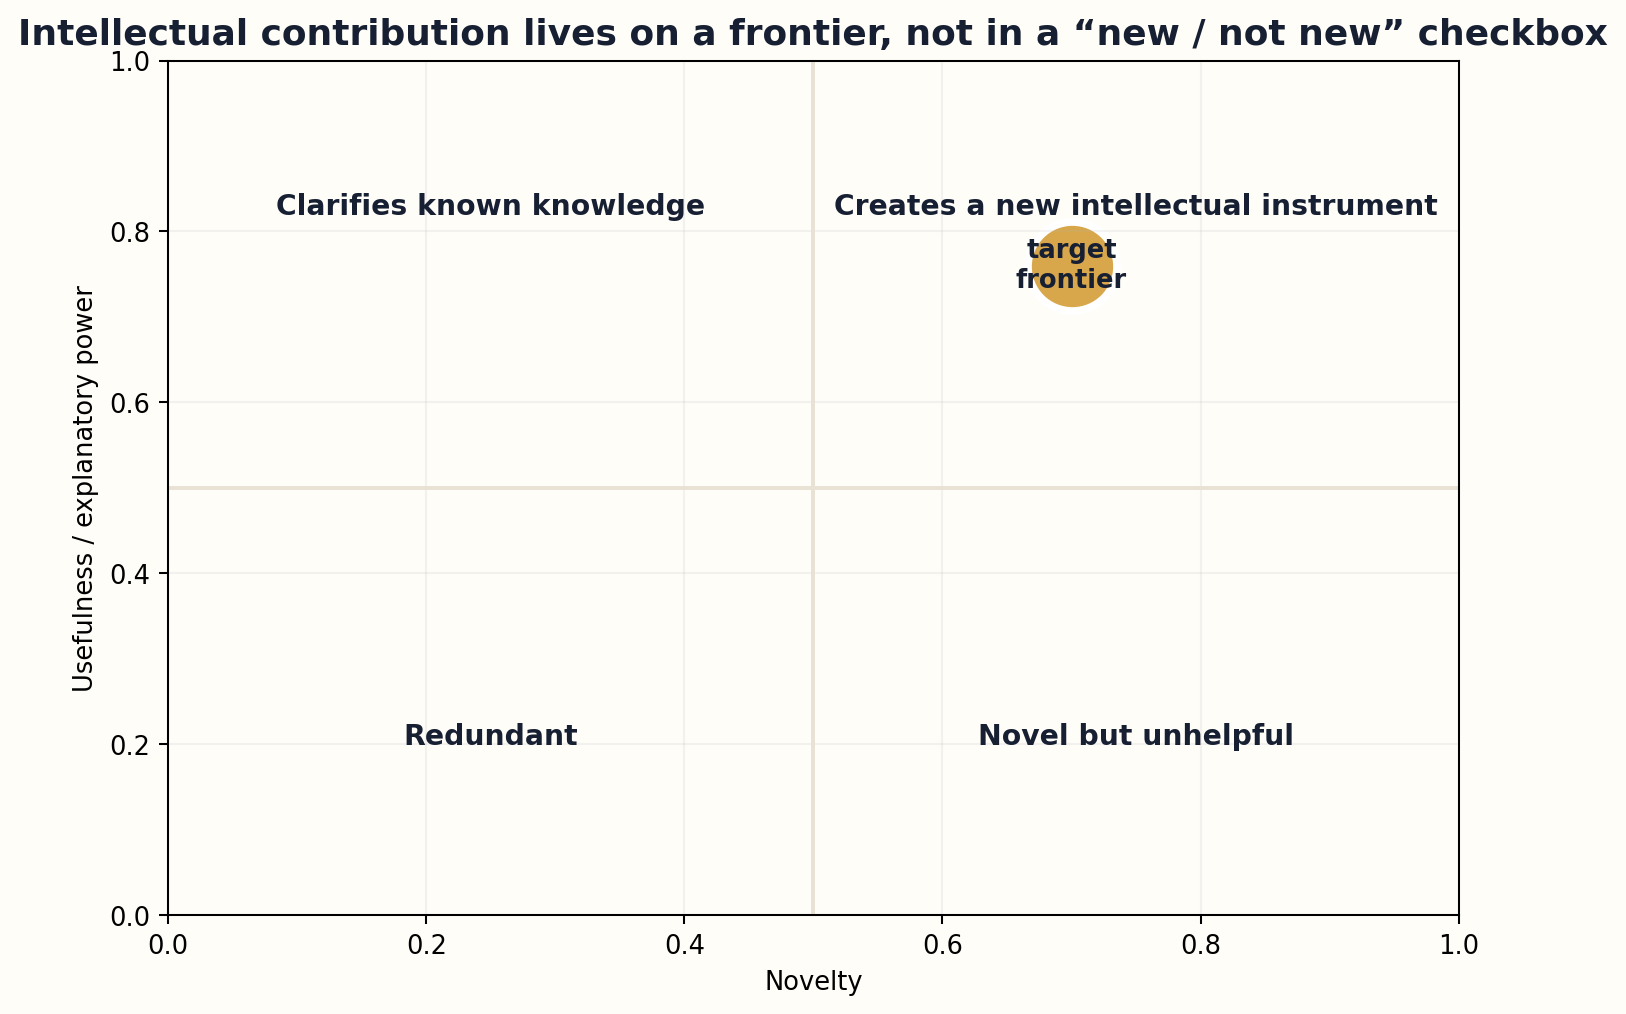 Intellectual contribution lives on a frontier, not in a “new / not new” checkbox
1.0
Clarifies known knowledge
Creates a new intellectual instrument
0.8
target
frontier
0.6
Usefulness / explanatory power
0.4
Redundant
Novel but unhelpful
0.2
0.0
0.0
0.2
0.4
0.6
0.8
1.0
Novelty